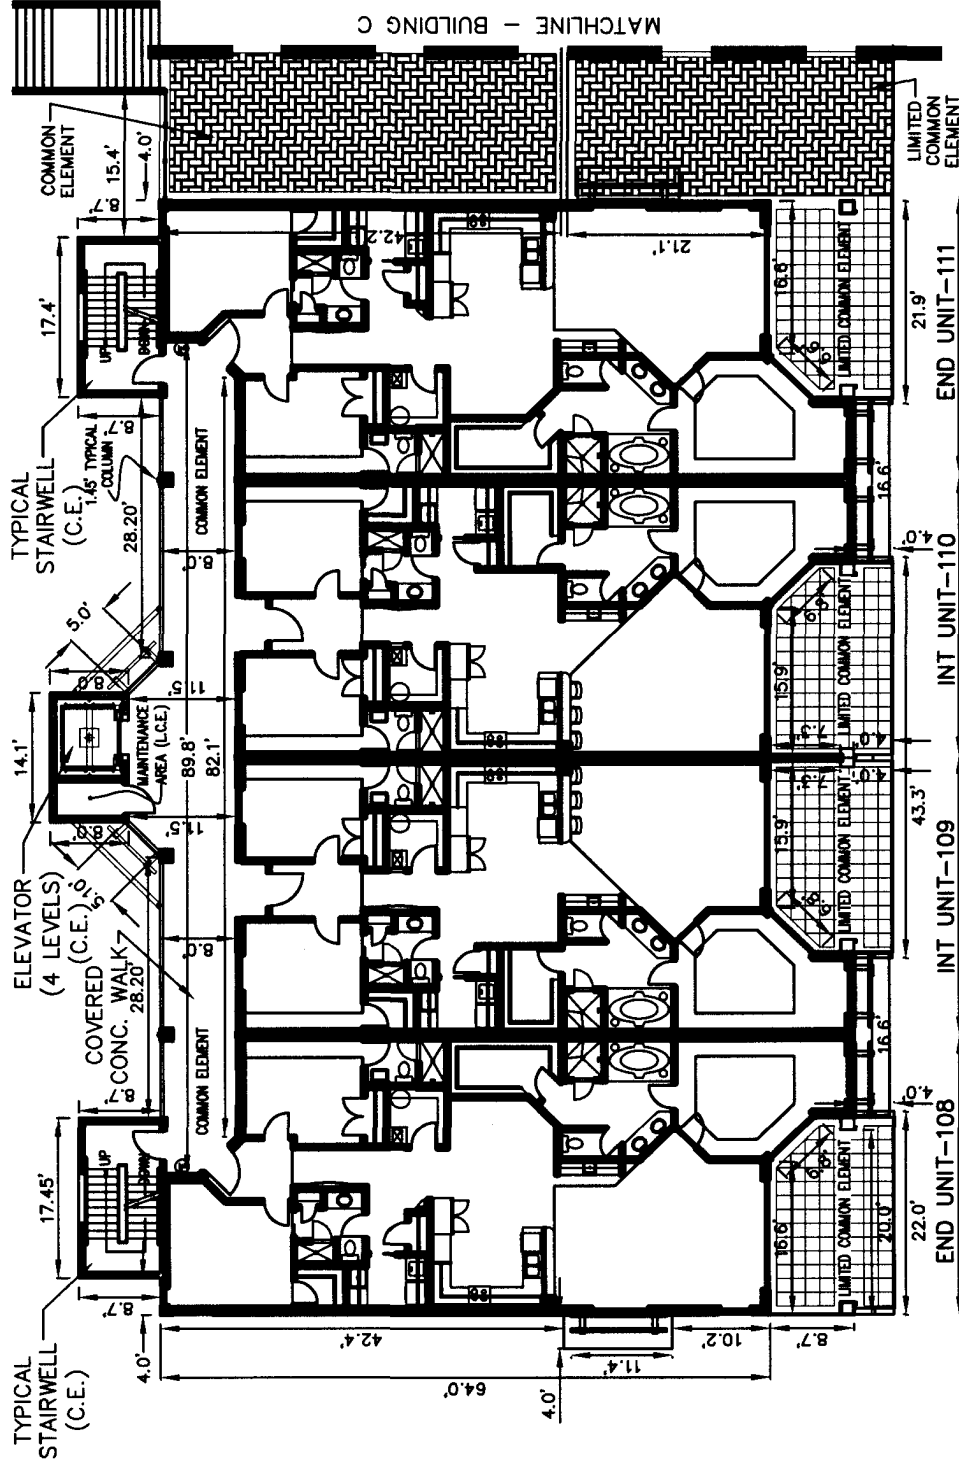 MATCHLINE – BUILDING C
COMMON
ELEMENT
15.4'
4.0'
8.7'
17.4'
TYPICAL
STAIRWELL
(C.E.)
8.7'
UP
DOWN
1.45' TYPICAL
COLUMN
28.20'
COMMON ELEMENT
8.0'
5.0'
8.0'
11.5'
14.1'
MAINTENANCE
AREA (L.C.E.)
89.8'
82.1'
ELEVATOR
(4 LEVELS)
(C.E.)
8.0'
11.5'
COVERED
CONC. WALK
28.20'
8.0'
COMMON ELEMENT
8.7'
17.45'
UP
DOWN
TYPICAL
STAIRWELL
(C.E.)
8.7'
4.0'
42.2'
21.1'
42.4'
64.0'
4.0'
11.4'
10.2'
8.7'
LIMITED
COMMON
ELEMENT
16.6'
LIMITED COMMON ELEMENT
21.9'
END UNIT–111
16.6'
4.0'
15.9'
LIMITED COMMON ELEMENT
7.3'
4.0'
INT UNIT–110
43.3'
4.0'
7.3'
15.9'
LIMITED COMMON ELEMENT
INT UNIT–109
16.6'
4.0'
16.6'
LIMITED COMMON ELEMENT
20.0'
22.0'
END UNIT–108